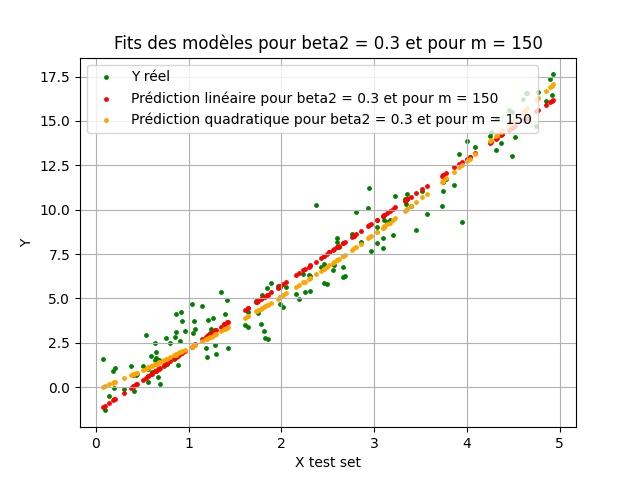 Fits des modèles pour beta2 = 0.3 et pour m = 150
Y réel
Prédiction linéaire pour beta2 = 0.3 et pour m = 150
Prédiction quadratique pour beta2 = 0.3 et pour m = 150
17.5
15.0
12.5
10.0
7.5
5.0
2.5
0.0
Y
0 1 2 3 4 5
X test set